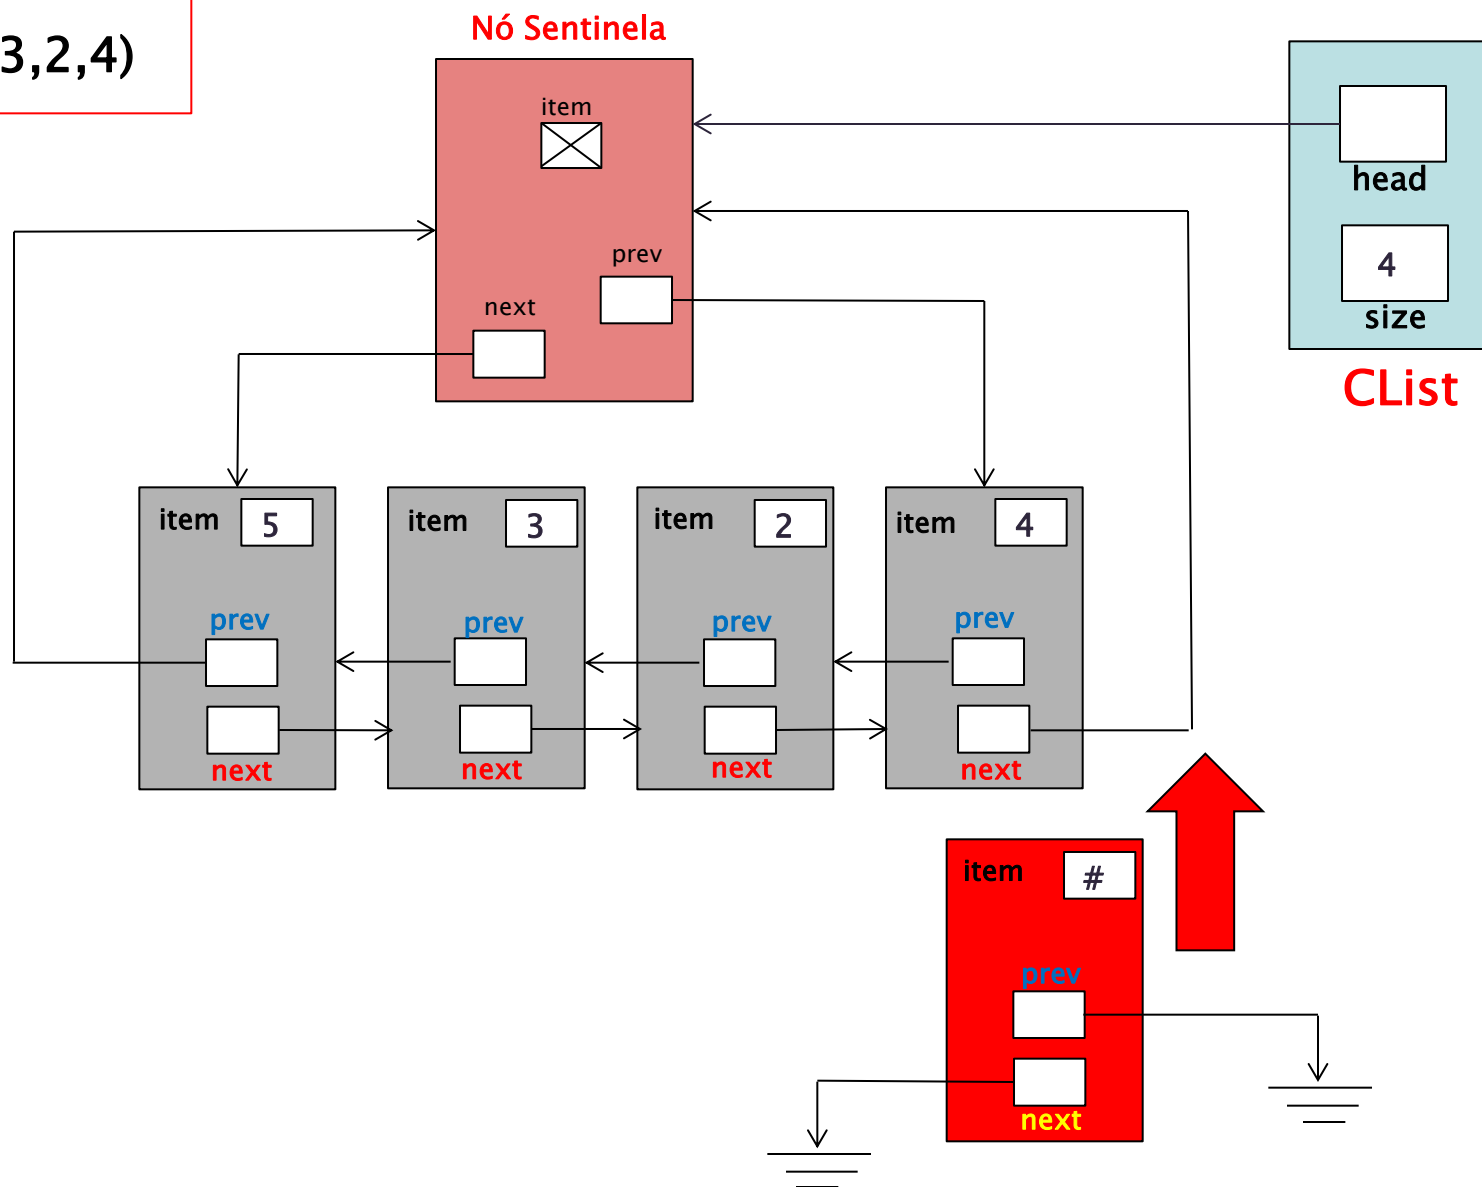 3,2,4)
Nó Sentinela
item
prev
next
head
4
size
CList
item 5
prev
next
item 3
prev
next
item 2
prev
next
item 4
prev
next
item #
prev
next